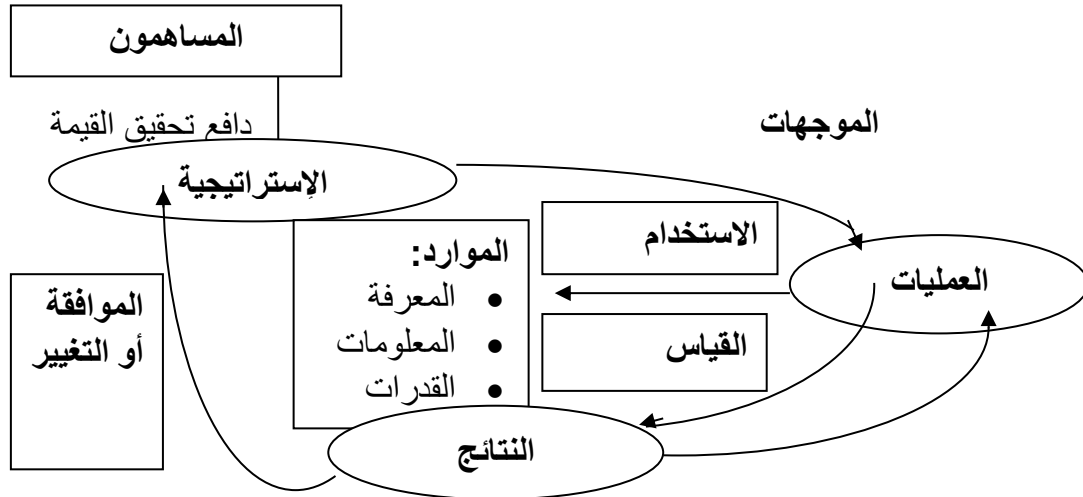 المساهمون
دافع تحقيق القيمة
الموجهات
الإستراتيجية
الاستخدام
الموارد:
• المعرفة
• المعلومات
• القدرات
العمليات
القياس
الموافقة
أو التغيير
النتائج